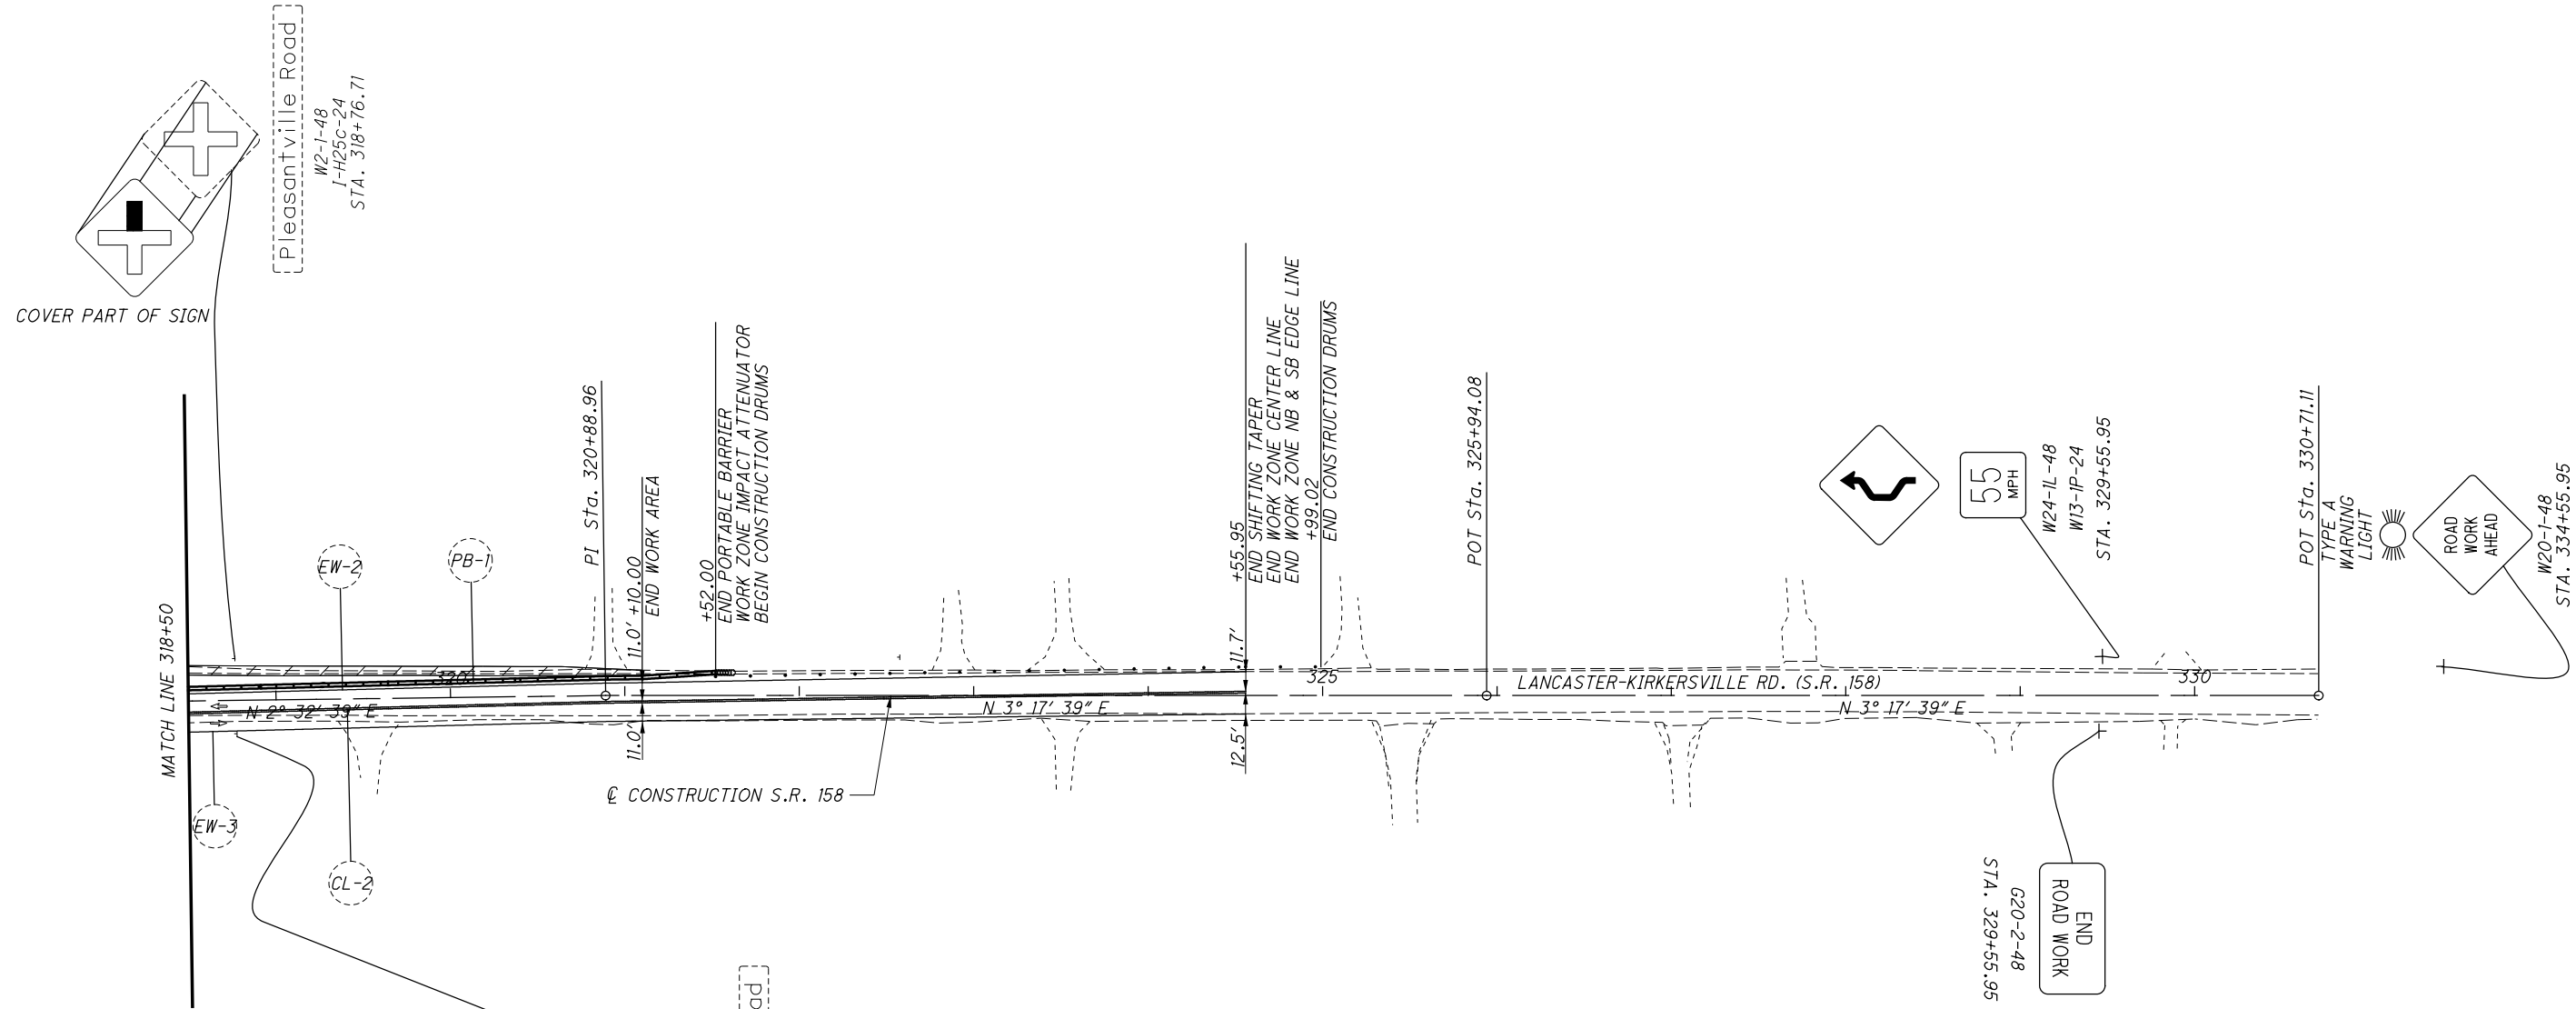 Pleasantville Road
W2-1-48
I-H25c-24
STA. 318+76.71
COVER PART OF SIGN
MATCH LINE 318+50
EW-2
PB-1
EW-3
CL-2
N 2° 32' 39" E
320
PI Sta. 320+88.96
11.0'
+10.00
END WORK AREA
11.0'
+52.00
END PORTABLE BARRIER
WORK ZONE IMPACT ATTENUATOR
BEGIN CONSTRUCTION DRUMS
℄ CONSTRUCTION S.R. 158
N 3° 17' 39" E
11.7'
12.5'
+55.95
END SHIFTING TAPER
END WORK ZONE CENTER LINE
END WORK ZONE NB & SB EDGE LINE
+99.02
END CONSTRUCTION DRUMS
325
POT Sta. 325+94.08
LANCASTER-KIRKERSVILLE RD. (S.R. 158)
N 3° 17' 39" E
55
MPH
W24-1L-48
W13-1P-24
STA. 329+55.95
330
POT Sta. 330+71.11
TYPE A
WARNING
LIGHT
ROAD
WORK
AHEAD
W20-1-48
STA. 334+55.95
END
ROAD WORK
G20-2-48
STA. 329+55.95